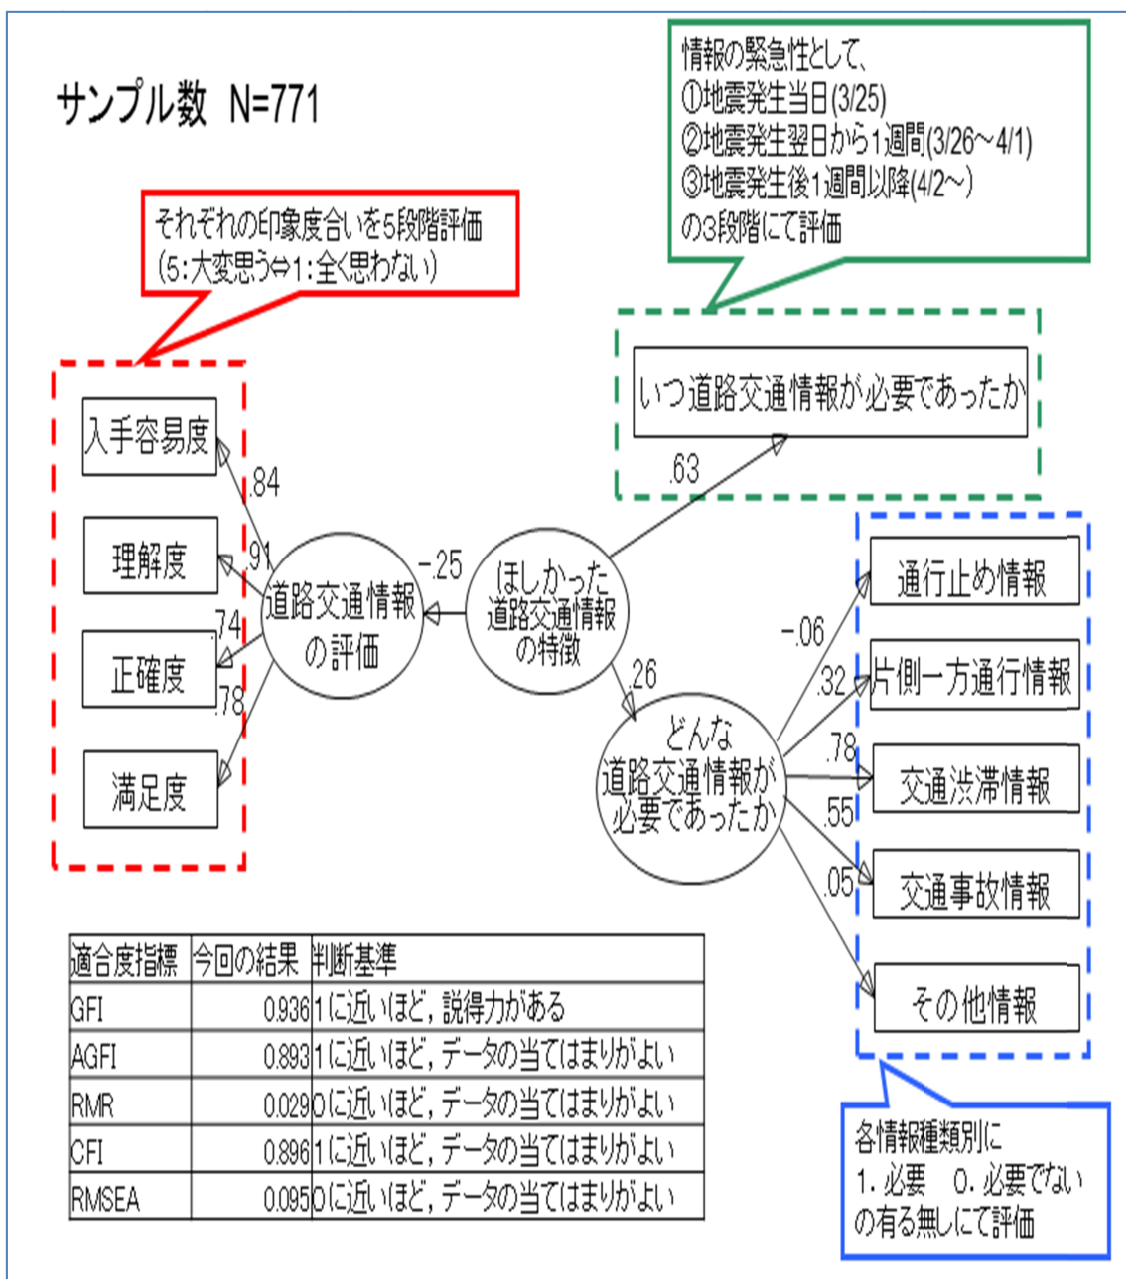 サンプル数 N=771
情報の緊急性として、
①地震発生当日(3/25)
②地震発生翌日から1週間(3/26～4/1)
③地震発生後1週間以降(4/2～)
の3段階にて評価
それぞれの印象度合いを5段階評価
(5:大変思う⇔1:全く思わない)
いつ道路交通情報が必要であったか
入手容易度
理解度
正確度
満足度
.84
.91
.74
.78
道路交通情報
の評価
-.25
ほしかった
道路交通情報
の特徴
.63
.26
どんな
道路交通情報が
必要であったか
-.06
.32
.78
.55
.05
通行止め情報
片側一方通行情報
交通渋滞情報
交通事故情報
その他情報
適合度指標 今回の結果 判断基準
GFI 0.936 1に近いほど，説得力がある
AGFI 0.893 1に近いほど，データの当てはまりがよい
RMR 0.029 0に近いほど，データの当てはまりがよい
CFI 0.896 1に近いほど，データの当てはまりがよい
RMSEA 0.095 0に近いほど，データの当てはまりがよい
各情報種類別に
1．必要 0．必要でない
の有る無しにて評価